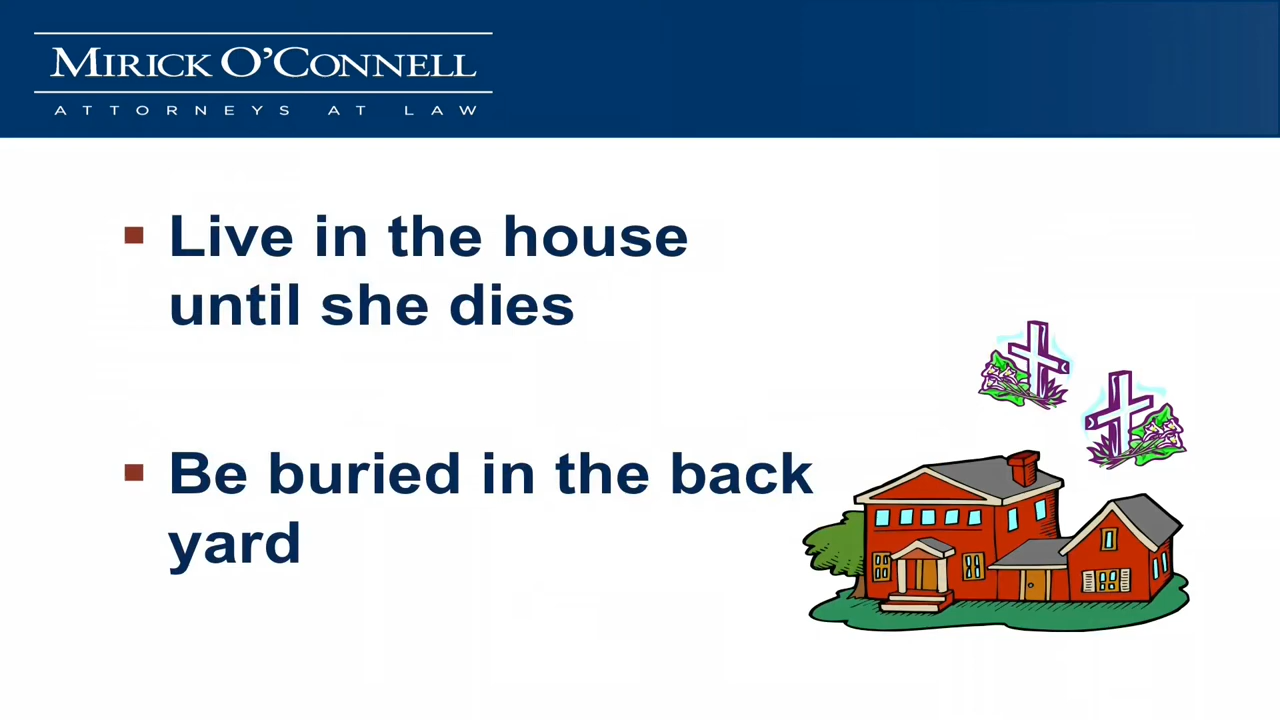 MIRICK O'CONNELL
ATTORNEYS AT LAW
Live in the house
until she dies
Be buried in the back
yard